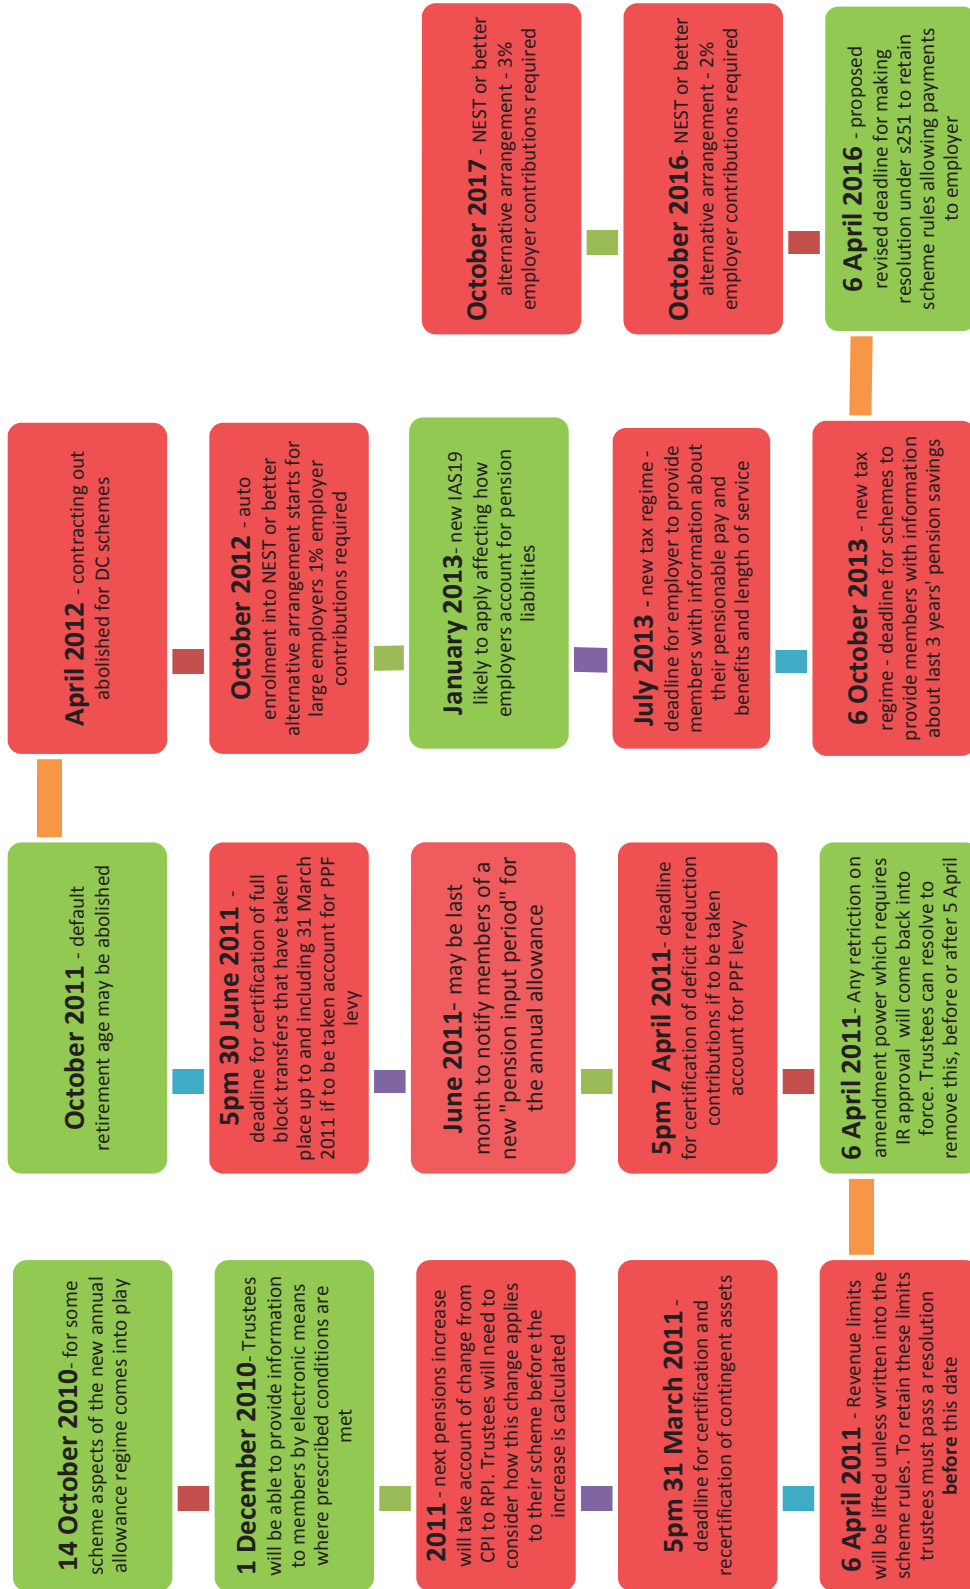 14 October 2010- for some
scheme aspects of the new annual
allowance regime comes into play
1 December 2010- Trustees
will be able to provide information
to members by electronic means
where prescribed conditions are
met
2011 - next pensions increase
will take account of change from
CPI to RPI. Trustees will need to
consider how this change applies
to their scheme before the
increase is calculated
5pm 31 March 2011 -
deadline for certification and
recertification of contingent assets
6 April 2011 - Revenue limits
will be lifted unless written into the
scheme rules. To retain these limits
trustees must pass a resolution
before this date
6 April 2011- Any retriction on
amendment power which requires
IR approval will come back into
force. Trustees can resolve to
remove this, before or after 5 April
5pm 7 April 2011- deadline
for certification of deficit reduction
contributions if to be taken
account for PPF levy
June 2011- may be last
month to notify members of a
new "pension input period" for
the annual allowance
5pm 30 June 2011 -
deadline for certification of full
block transfers that have taken
place up to and including 31 March
2011 if to be taken account for PPF
levy
October 2011 - default
retirement age may be abolished
April 2012 - contracting out
abolished for DC schemes
October 2012 - auto
enrolment into NEST or better
alternative arrangement starts for
large employers 1% employer
contributions required
January 2013- new IAS19
likely to apply affecting how
employers account for pension
liabilities
July 2013 - new tax regime -
deadline for employer to provide
members with information about
their pensionable pay and
benefits and length of service
6 October 2013 - new tax
regime - deadline for schemes to
provide members with information
about last 3 years' pension savings
6 April 2016 - proposed
revised deadline for making
resolution under s251 to retain
scheme rules allowing payments
to employer
October 2016- NEST or better
alternative arrangement - 2%
employer contributions required
October 2017 - NEST or better
alternative arrangement - 3%
employer contributions required